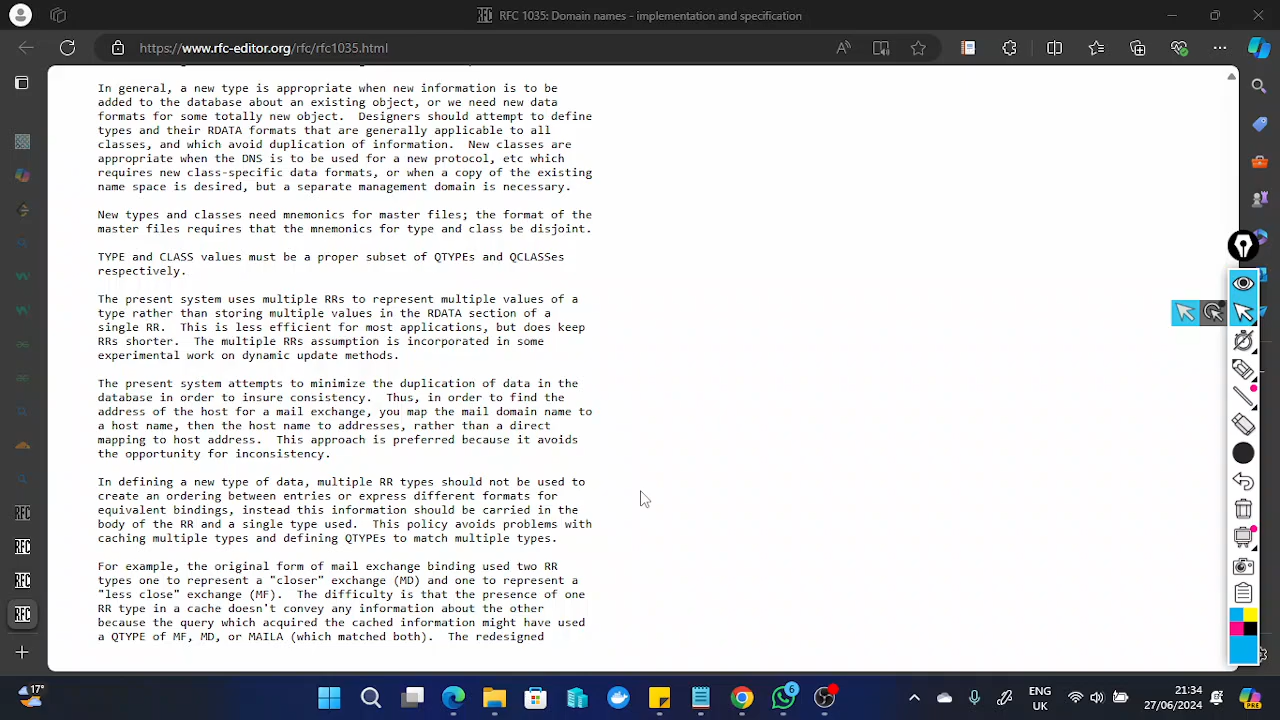 RFC 1035: Domain names - implementation and specification
https://www.rfc-editor.org/rfc/rfc1035.html
In general, a new type is appropriate when new information is to be
added to the database about an existing object, or we need new data
formats for some totally new object.  Designers should attempt to define
types and their RDATA formats that are generally applicable to all
classes, and which avoid duplication of information.  New classes are
appropriate when the DNS is to be used for a new protocol, etc which
requires new class-specific data formats, or when a copy of the existing
name space is desired, but a separate management domain is necessary.
New types and classes need mnemonics for master files; the format of the
master files requires that the mnemonics for type and class be disjoint.
TYPE and CLASS values must be a proper subset of QTYPEs and QCLASSes
respectively.
The present system uses multiple RRs to represent multiple values of a
type rather than storing multiple values in the RDATA section of a
single RR.  This is less efficient for most applications, but does keep
RRs shorter.  The multiple RRs assumption is incorporated in some
experimental work on dynamic update methods.
The present system attempts to minimize the duplication of data in the
database in order to insure consistency.  Thus, in order to find the
address of the host for a mail exchange, you map the mail domain name to
a host name, then the host name to addresses, rather than a direct
mapping to host address.  This approach is preferred because it avoids
the opportunity for inconsistency.
In defining a new type of data, multiple RR types should not be used to
create an ordering between entries or express different formats for
equivalent bindings, instead this information should be carried in the
body of the RR and a single type used.  This policy avoids problems with
caching multiple types and defining QTYPEs to match multiple types.
For example, the original form of mail exchange binding used two RR
types one to represent a "closer" exchange (MD) and one to represent a
"less close" exchange (MF).  The difficulty is that the presence of one
RR type in a cache doesn't convey any information about the other
because the query which acquired the cached information might have used
a QTYPE of MF, MD, or MAILA (which matched both).  The redesigned
17°
6
ENG
UK
21:34
27/06/2024
PRE